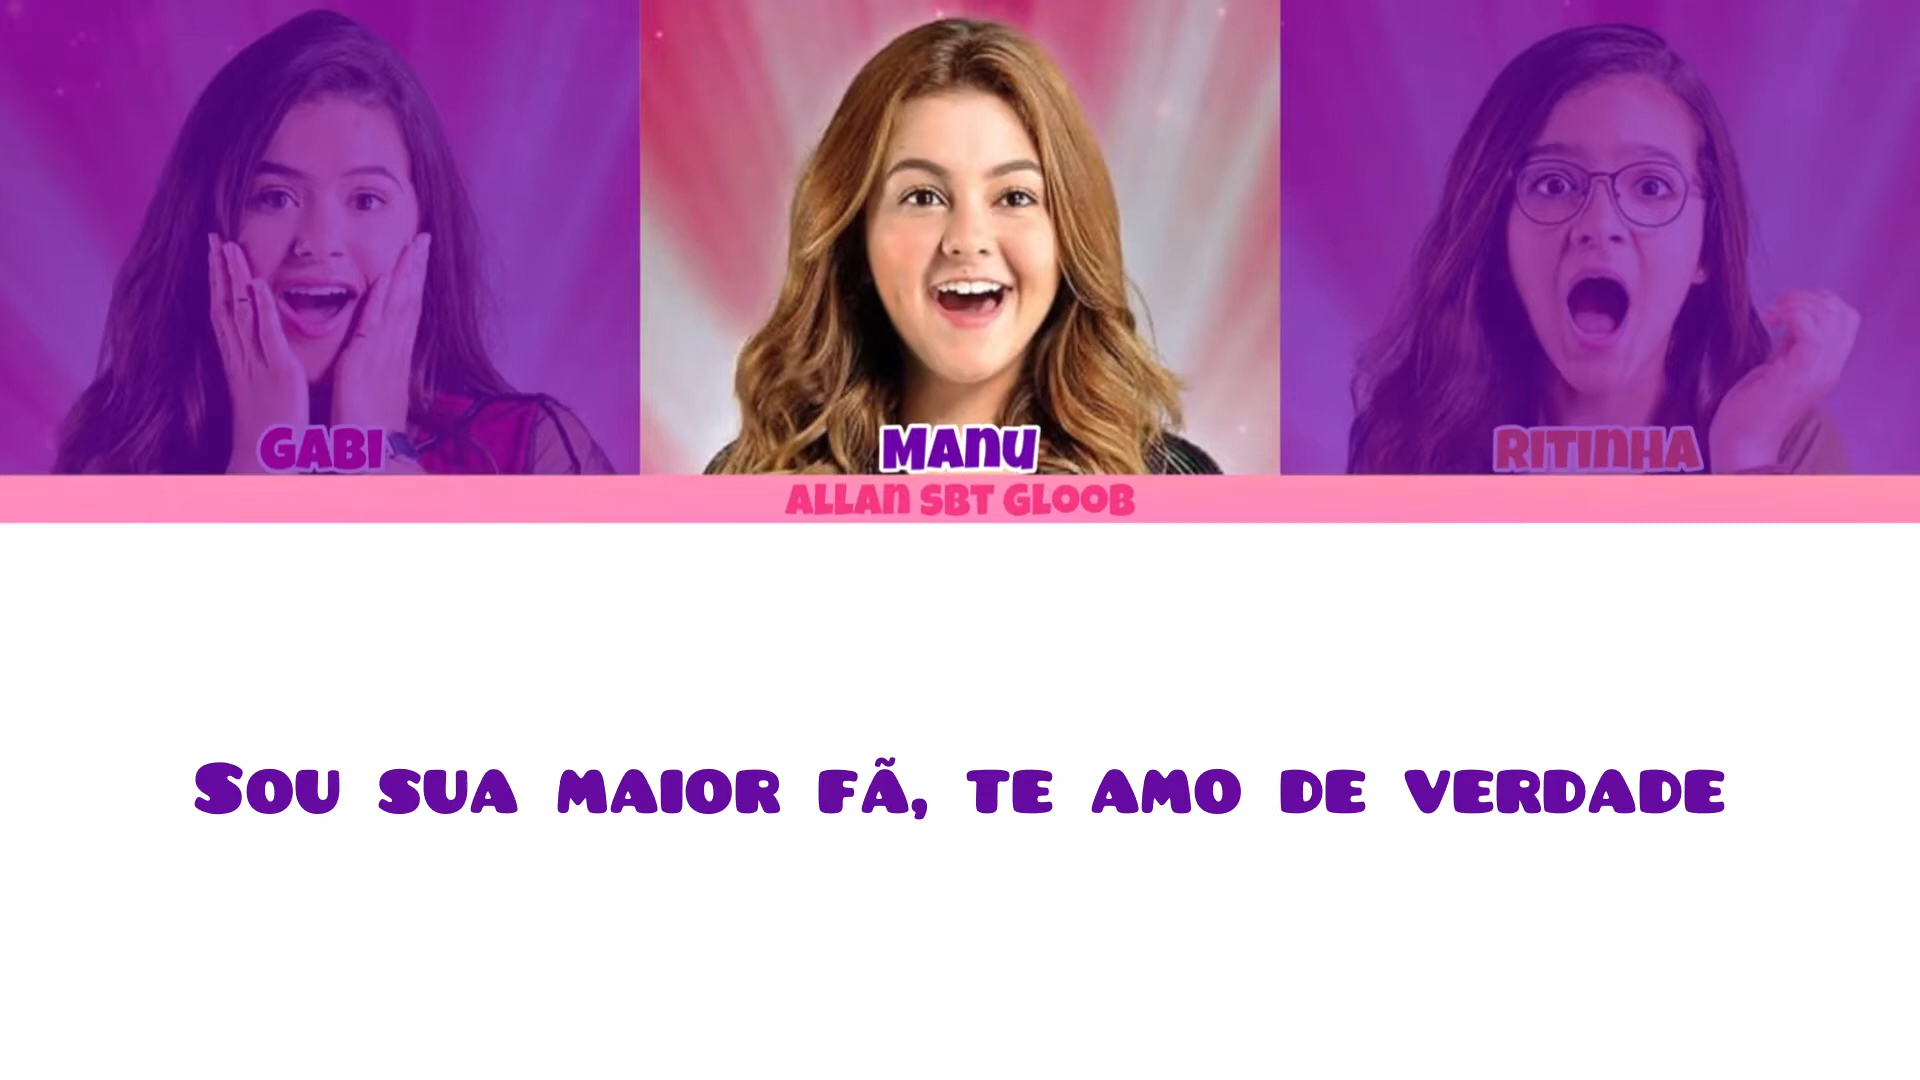 GABI
MANU
RITINHA
ALLAN SBT GLOOB
SOU SUA MAIOR FÃ, TE AMO DE VERDADE